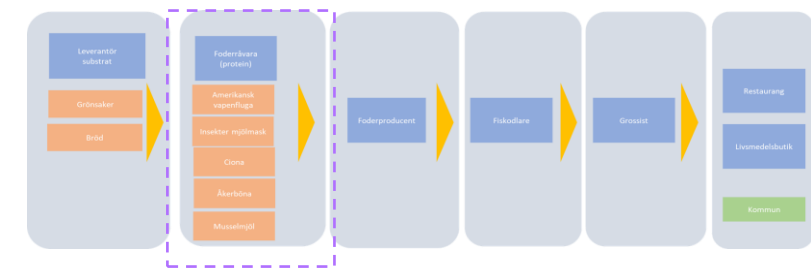 Leverantör
substrat
Grönsaker
Bröd
Foderråvara
(protein)
Amerikansk
vapenfluga
Insekter mjölmask
Ciona
Åkerböna
Musselmjöl
Foderproducent
Fiskodlare
Grossist
Restaurang
Livsmedelsbutik
Kommun